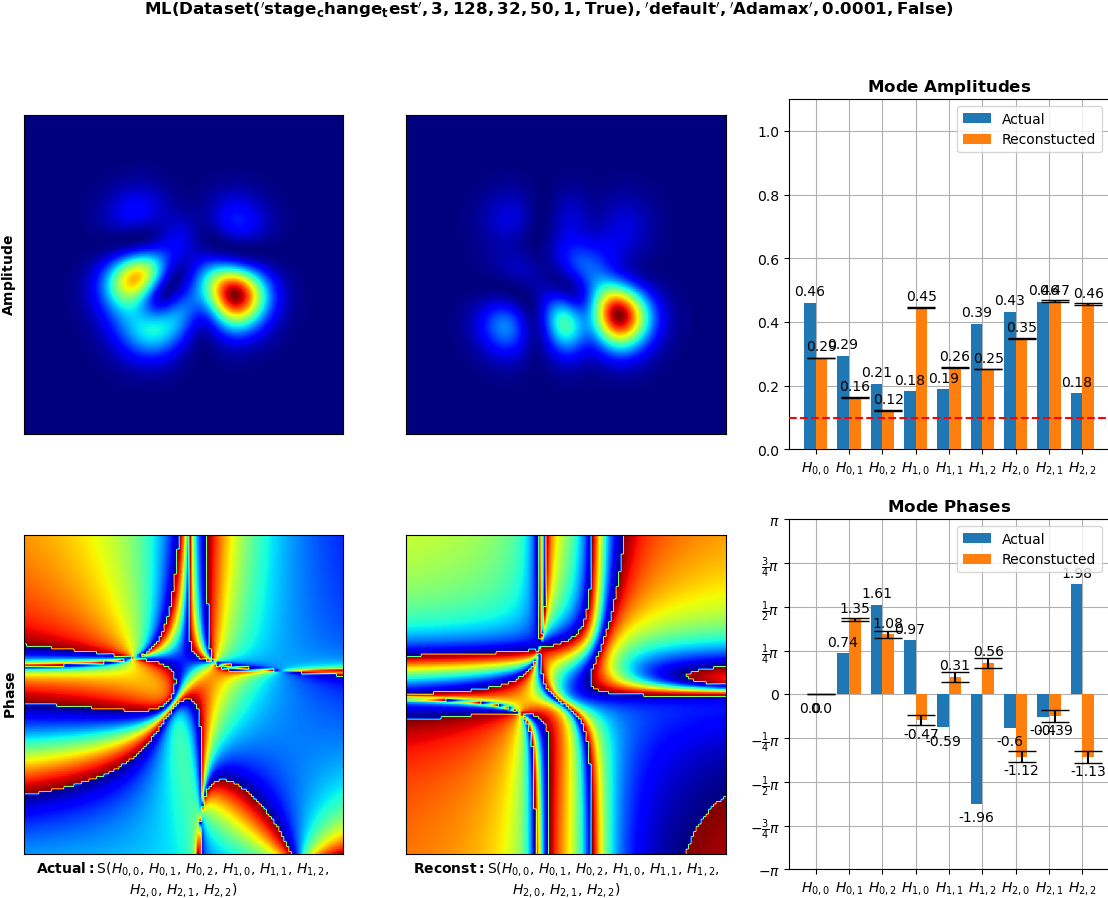 ML(Dataset('stage_change_test', 3, 128, 32, 50, 1, True), 'default', 'Adamax', 0.0001, False)
Amplitude
Mode Amplitudes
Actual
Reconstucted
1.0
0.8
0.6
0.4
0.2
0.0
0.46 0.29 0.21 0.18 0.19 0.39 0.43 0.46 0.18
0.29 0.16 0.12 0.45 0.26 0.25 0.35 0.47 0.46
H0,0 H0,1 H0,2 H1,0 H1,1 H1,2 H2,0 H2,1 H2,2
Phase
Actual: S(H0,0, H0,1, H0,2, H1,0, H1,1, H1,2,
H2,0, H2,1, H2,2)
Reconst: S(H0,0, H0,1, H0,2, H1,0, H1,1, H1,2,
H2,0, H2,1, H2,2)
Mode Phases
Actual
Reconstucted
π
3/4π
1/2π
1/4π
0
−1/4π
−1/2π
−3/4π
−π
0.0 0.74 1.61 0.97 -0.59 -1.96 -0.6 1.98
0.0 1.35 1.08 -0.47 0.31 0.56 -1.12 -0.39 -1.13
H0,0 H0,1 H0,2 H1,0 H1,1 H1,2 H2,0 H2,1 H2,2